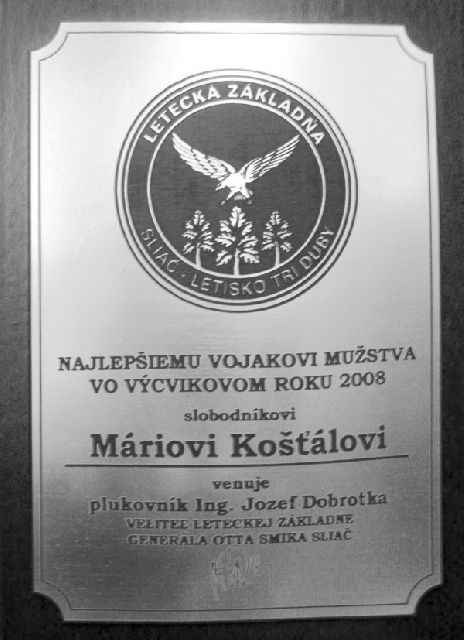 LETECKÁ ZÁKLADŇA
SLIAČ - LETISKO TRI DUBY
NAJLEPŠIEMU VOJAKOVI MUŽSTVA
VO VÝCVIKOVOM ROKU 2008
slobodníkovi
Máriovi Košťálovi
venuje
plukovník Ing. Jozef Dobrotka
VELITEĽ LETECKEJ ZÁKLADNE
GENERÁLA OTTA SMIKA SLIAČ